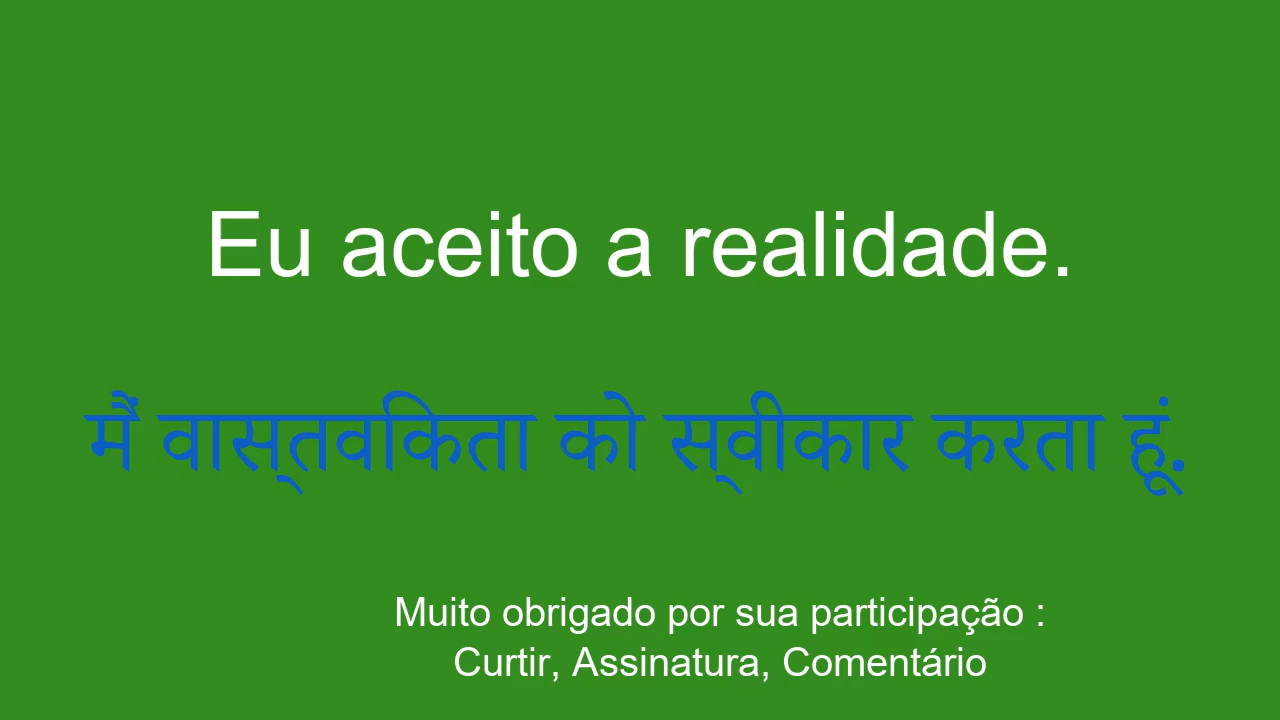 Eu aceito a realidade.
मैं वास्तविकता को स्वीकार करता हूं.
Muito obrigado por sua participação :
Curtir, Assinatura, Comentário